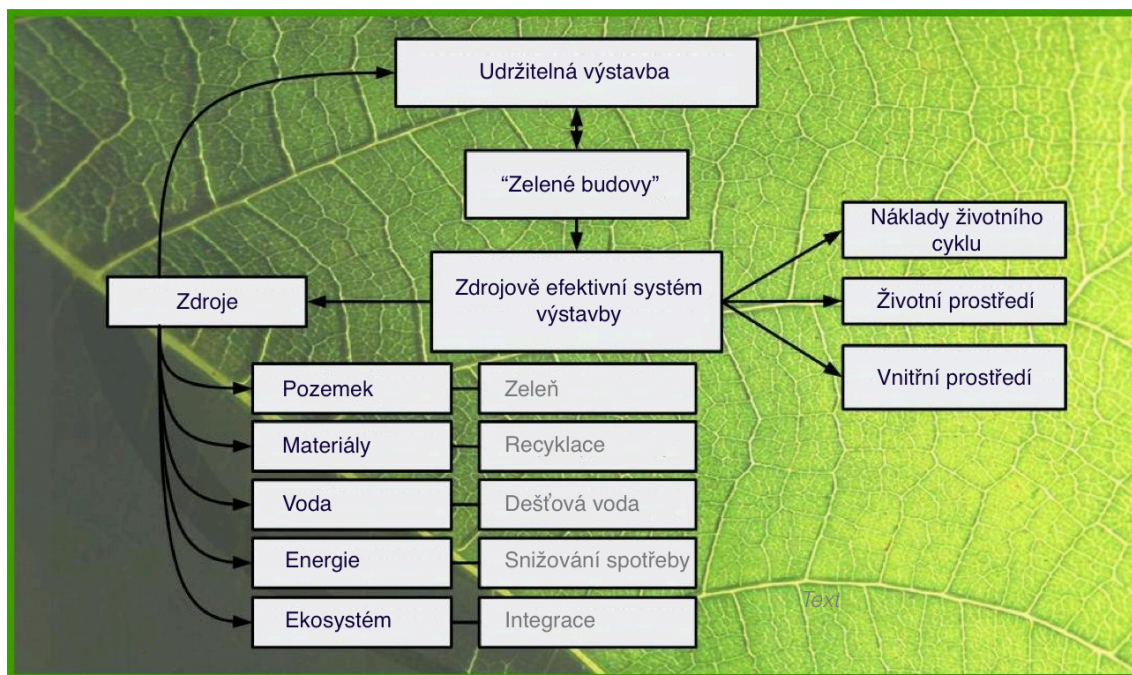 Udržitelná výstavba
“Zelené budovy”
Náklady životního
cyklu
Zdroje
Zdrojově efektivní systém
výstavby
Životní prostředí
Vnitřní prostředí
Pozemek
Zeleň
Materiály
Recyklace
Voda
Dešťová voda
Energie
Snižování spotřeby
Text
Ekosystém
Integrace